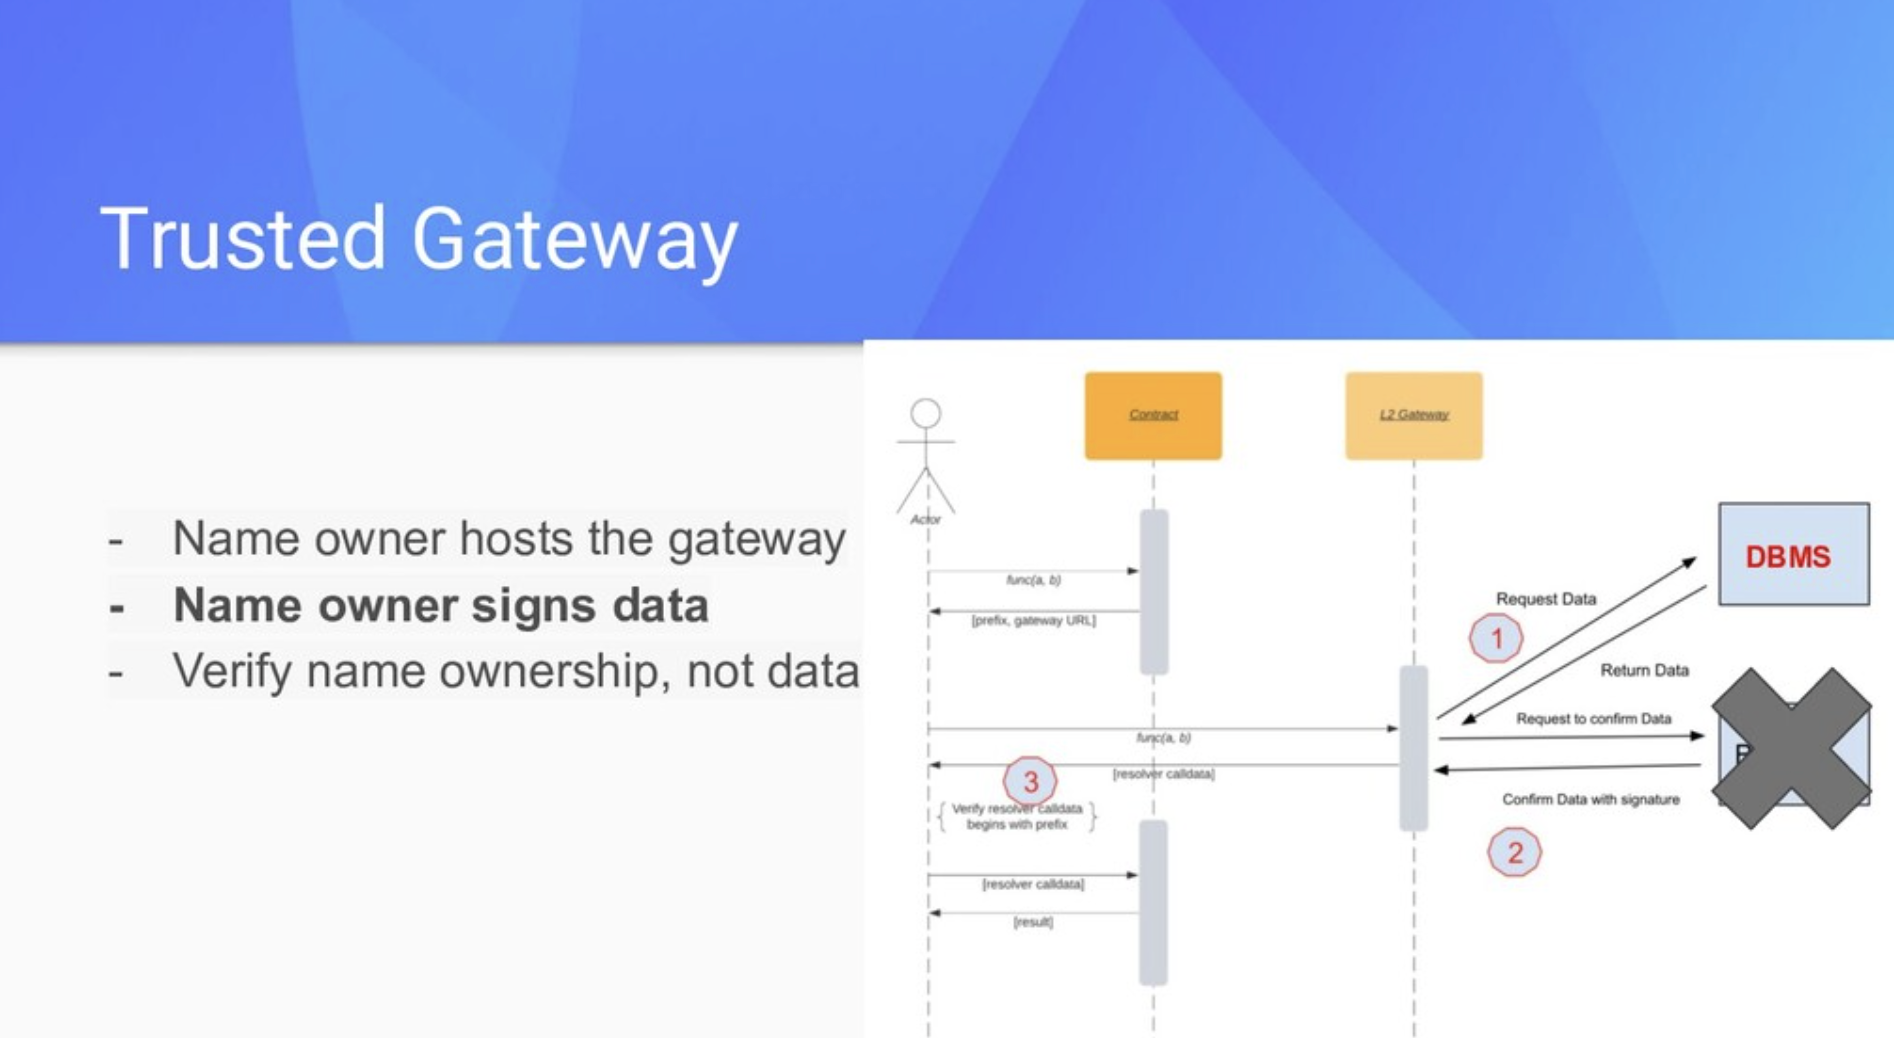 Trusted Gateway
- Name owner hosts the gateway
- Name owner signs data
- Verify name ownership, not data
Contract
L2 Gateway
Actor
DBMS
func(a, b)
Request Data
[prefix, gateway URL]
1
Return Data
Request to confirm Data
func(a, b)
[resolver calldata]
3
Confirm Data with signature
Verify resolver calldata
begins with prefix
2
[resolver calldata]
[result]